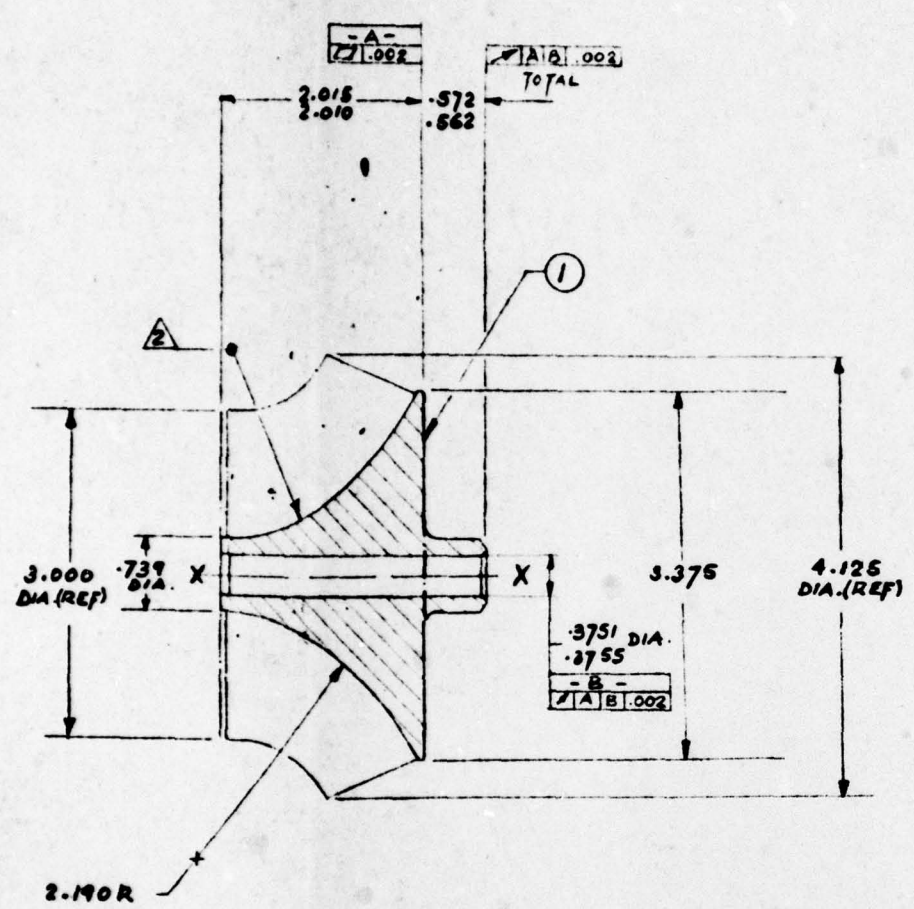 - A -
.002
A B .002
TOTAL
2.015
2.010
.572
.562
1
2
3.000
DIA.(REF)
.739
DIA.
X
X
3.375
4.125
DIA.(REF)
.3751 DIA.
.3755
- B -
A B .002
2.190R